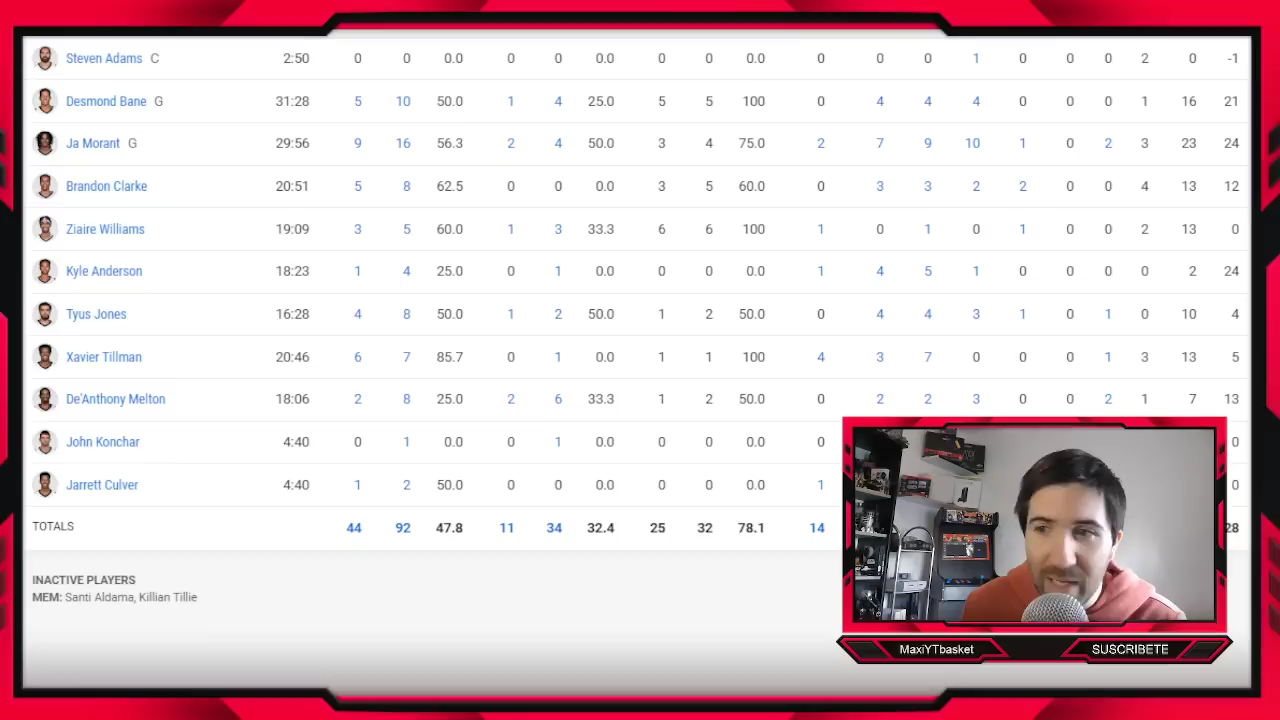 Steven Adams C 2:50 0 0 0.0 0 0 0.0 0 0 0.0 0 0 0 1 0 0 0 2 0 -1
Desmond Bane G 31:28 5 10 50.0 1 4 25.0 5 5 100 0 4 4 4 0 0 0 1 16 21
Ja Morant G 29:56 9 16 56.3 2 4 50.0 3 4 75.0 2 7 9 10 1 0 2 3 23 24
Brandon Clarke 20:51 5 8 62.5 0 0 0.0 3 5 60.0 0 3 3 2 2 0 0 4 13 12
Ziaire Williams 19:09 3 5 60.0 1 3 33.3 6 6 100 1 0 1 0 1 0 0 2 13 0
Kyle Anderson 18:23 1 4 25.0 0 1 0.0 0 0 0.0 1 4 5 1 0 0 0 0 2 24
Tyus Jones 16:28 4 8 50.0 1 2 50.0 1 2 50.0 0 4 4 3 1 0 1 0 10 4
Xavier Tillman 20:46 6 7 85.7 0 1 0.0 1 1 100 4 3 7 0 0 0 1 3 13 5
De'Anthony Melton 18:06 2 8 25.0 2 6 33.3 1 2 50.0 0 2 2 3 0 0 2 1 7 13
John Konchar 4:40 0 1 0.0 0 1 0.0 0 0 0.0 0 0
Jarrett Culver 4:40 1 2 50.0 0 0 0.0 0 0 0.0 1 0
TOTALS 44 92 47.8 11 34 32.4 25 32 78.1 14 28
INACTIVE PLAYERS
MEM: Santi Aldama, Killian Tillie
MaxiYTbasket
SUSCRIBETE